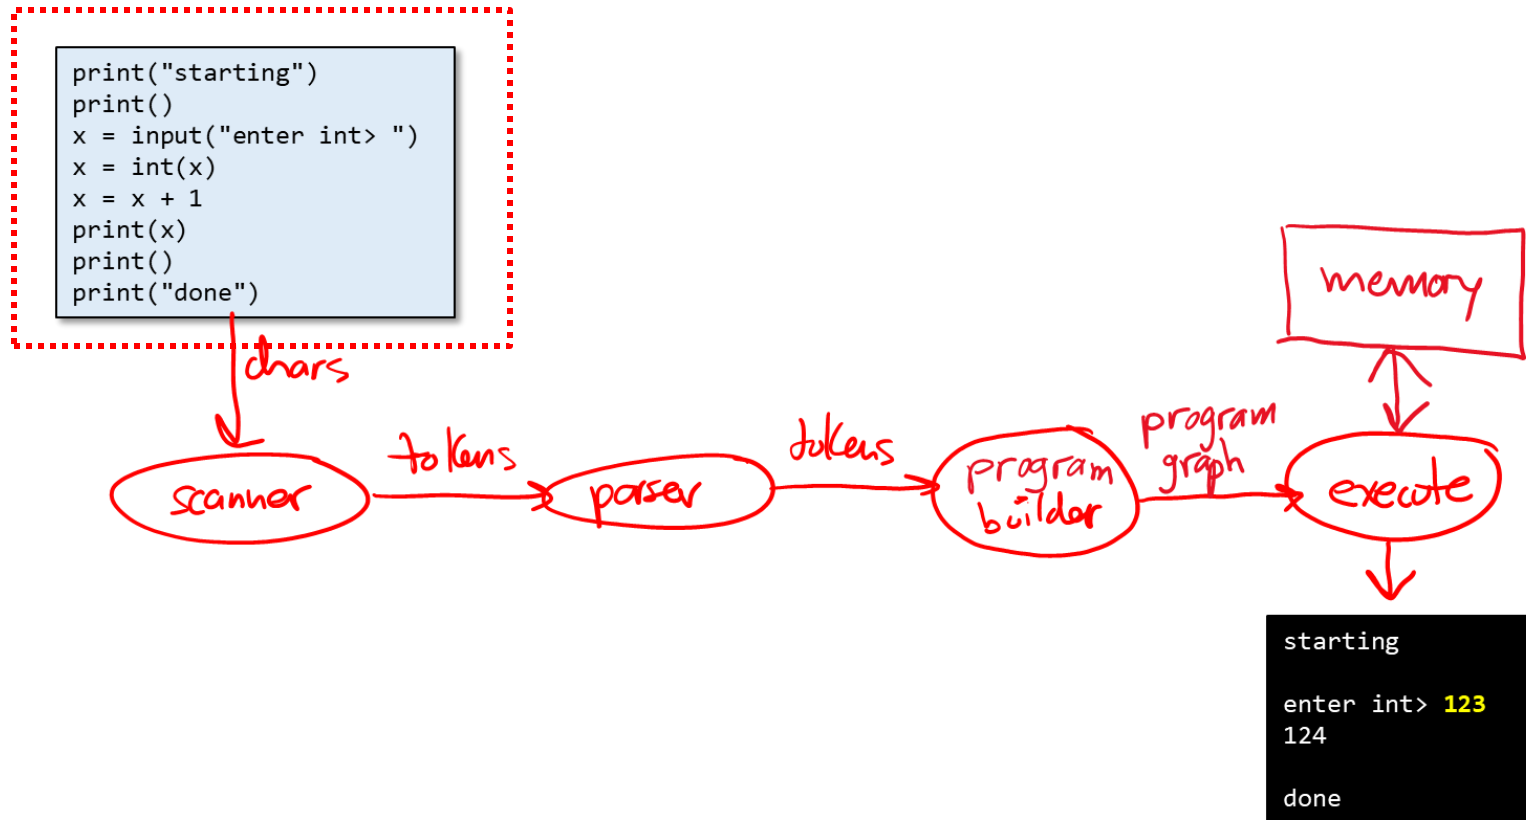 print("starting")
print()
x = input("enter int> ")
x = int(x)
x = x + 1
print(x)
print()
print("done")
chars
scanner
tokens
parser
tokens
program
builder
program
graph
execute
memory
starting
enter int> 123
124
done